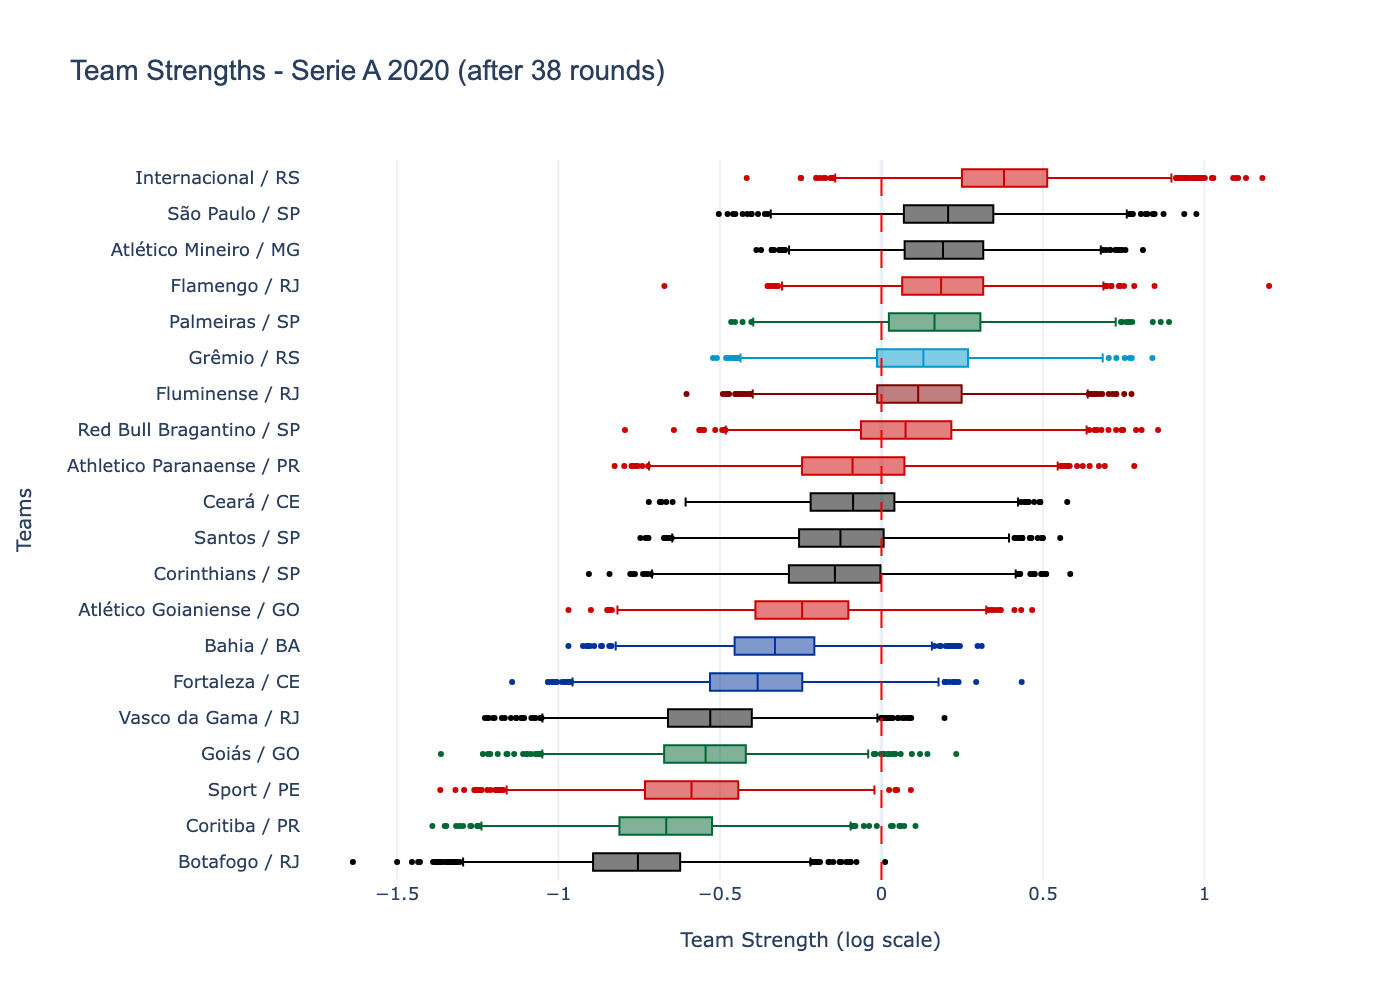 Team Strengths - Serie A 2020 (after 38 rounds)
Teams
Internacional / RS
São Paulo / SP
Atlético Mineiro / MG
Flamengo / RJ
Palmeiras / SP
Grêmio / RS
Fluminense / RJ
Red Bull Bragantino / SP
Athletico Paranaense / PR
Ceará / CE
Santos / SP
Corinthians / SP
Atlético Goianiense / GO
Bahia / BA
Fortaleza / CE
Vasco da Gama / RJ
Goiás / GO
Sport / PE
Coritiba / PR
Botafogo / RJ
−1.5 −1 −0.5 0 0.5 1
Team Strength (log scale)